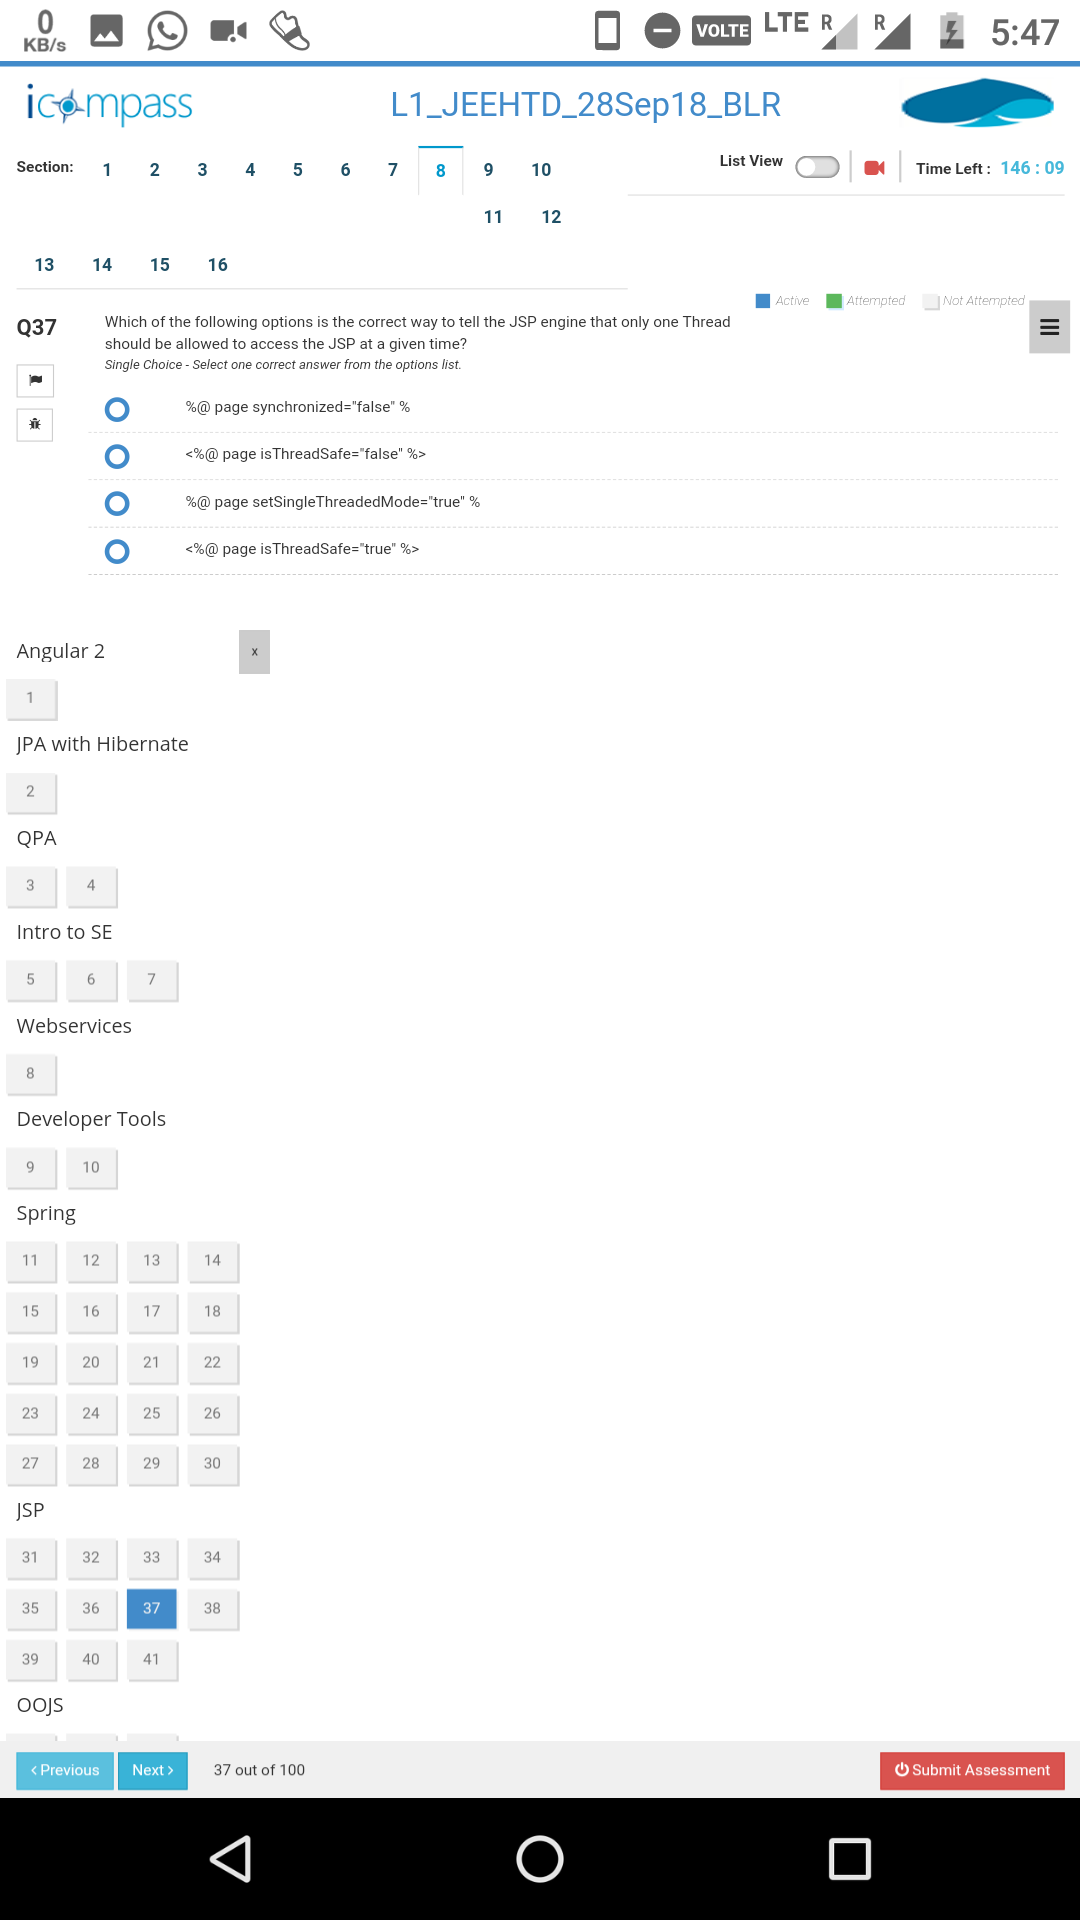 0
KB/s
VOLTE
LTE
R
R
5:47
icompass
L1_JEEHTD_28Sep18_BLR
Section:
1 2 3 4 5 6 7 8 9 10
11 12
13 14 15 16
List View
Time Left : 146 : 09
Active Attempted Not Attempted
Q37
Which of the following options is the correct way to tell the JSP engine that only one Thread
should be allowed to access the JSP at a given time?
Single Choice - Select one correct answer from the options list.
%@ page synchronized="false" %
<%@ page isThreadSafe="false" %>
%@ page setSingleThreadedMode="true" %
<%@ page isThreadSafe="true" %>
Angular 2
x
1
JPA with Hibernate
2
QPA
3 4
Intro to SE
5 6 7
Webservices
8
Developer Tools
9 10
Spring
11 12 13 14
15 16 17 18
19 20 21 22
23 24 25 26
27 28 29 30
JSP
31 32 33 34
35 36 37 38
39 40 41
OOJS
Previous Next 37 out of 100 Submit Assessment